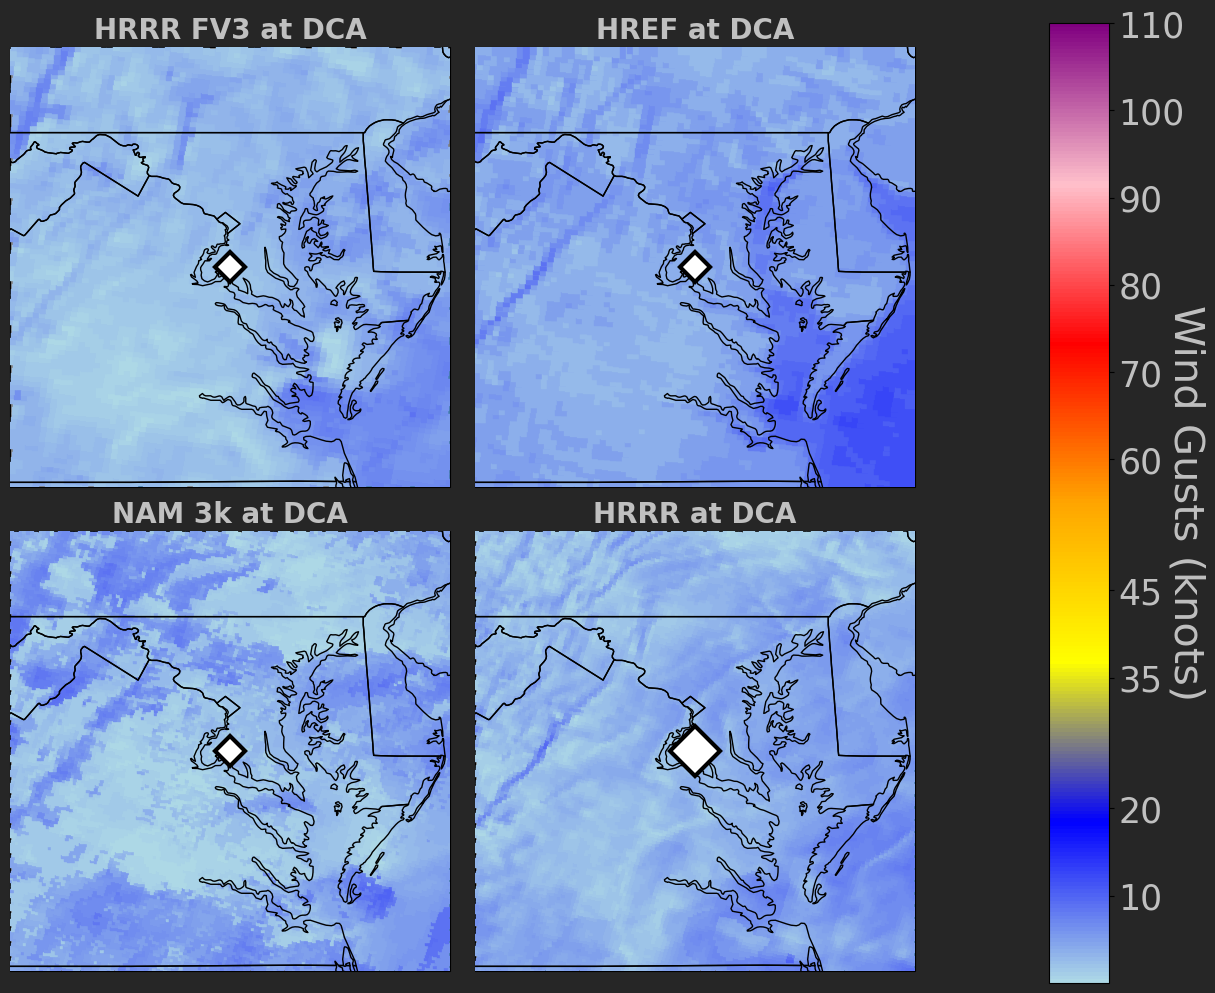 HRRR FV3 at DCA
HREF at DCA
NAM 3k at DCA
HRRR at DCA
110
100
90
80
70
60
45
35
20
10
Wind Gusts (knots)